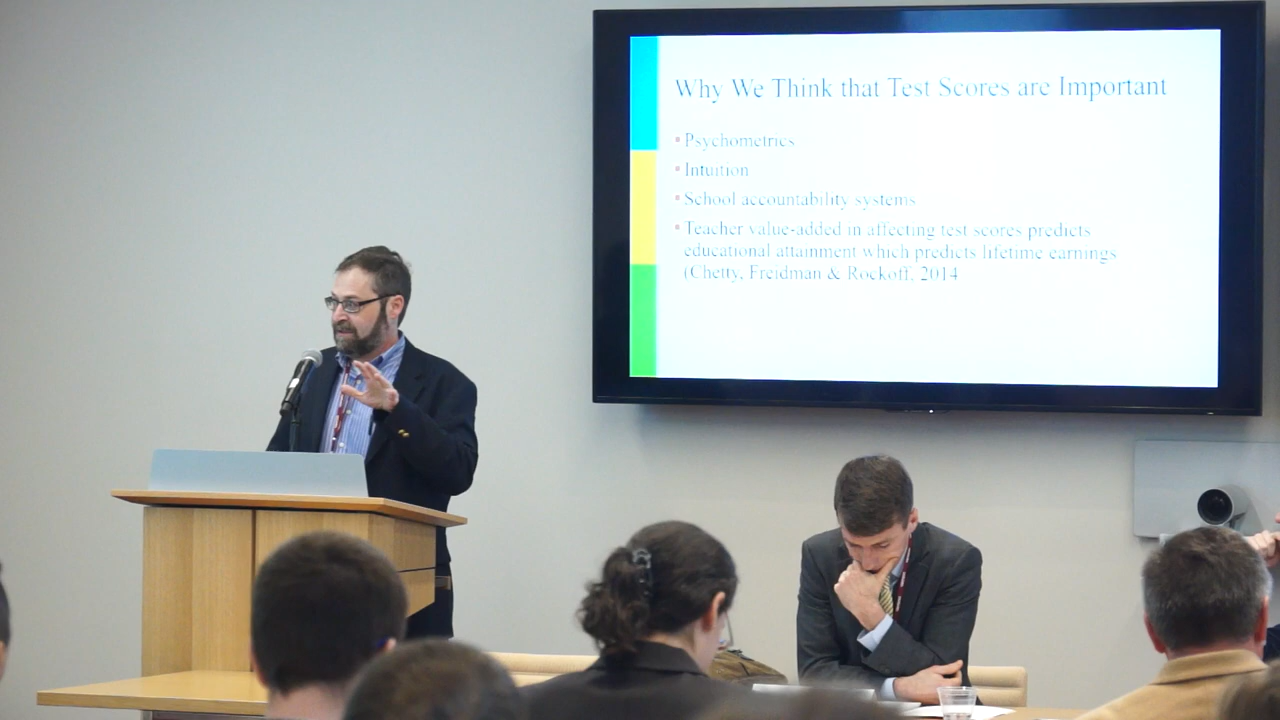 Why We Think that Test Scores are Important
Psychometrics
Intuition
School accountability systems
Teacher value-added in affecting test scores predicts
educational attainment which predicts lifetime earnings
(Chetty, Freidman & Rockoff, 2014